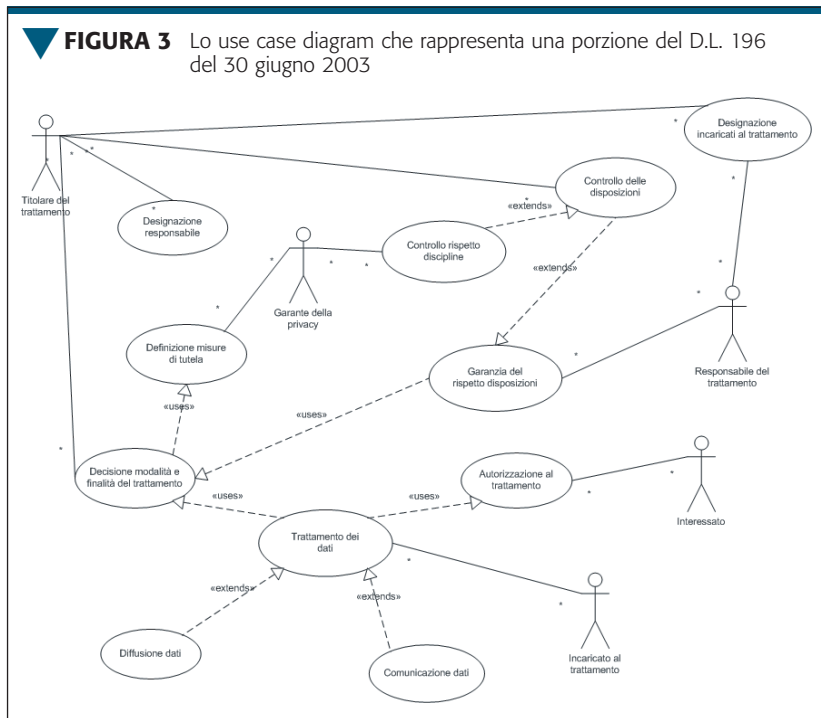 FIGURA 3 Lo use case diagram che rappresenta una porzione del D.L. 196
del 30 giugno 2003
Designazione
incaricati al trattamento
Titolare del
trattamento
Controllo delle
disposizioni
«extends»
Designazione
responsabile
Controllo rispetto
discipline
«extends»
Garante della
privacy
Definizione misure
di tutela
Garanzia del
rispetto disposizioni
Responsabile del
trattamento
«uses»
«uses»
Decisione modalità e
finalità del trattamento
Autorizzazione al
trattamento
«uses»
«uses»
Interessato
Trattamento dei
dati
«extends»
«extends»
Diffusione dati
Comunicazione dati
Incaricato al
trattamento